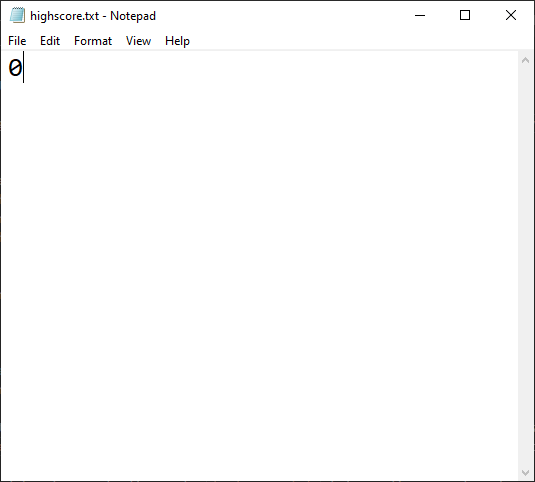 highscore.txt - Notepad
File Edit Format View Help
0